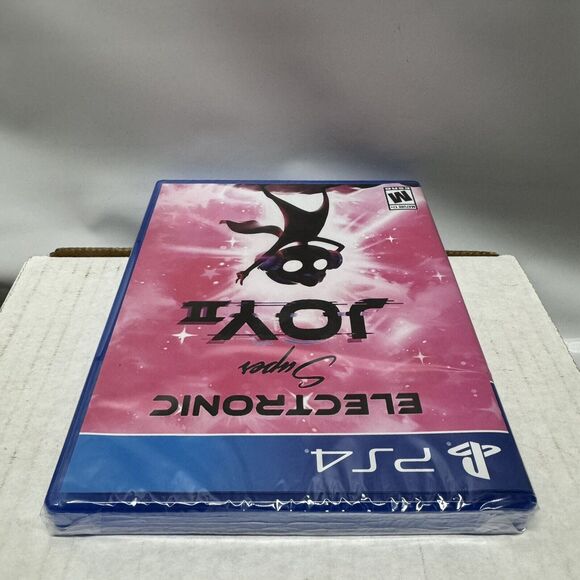 PS4
ELECTRONIC
Super
JOY II
M